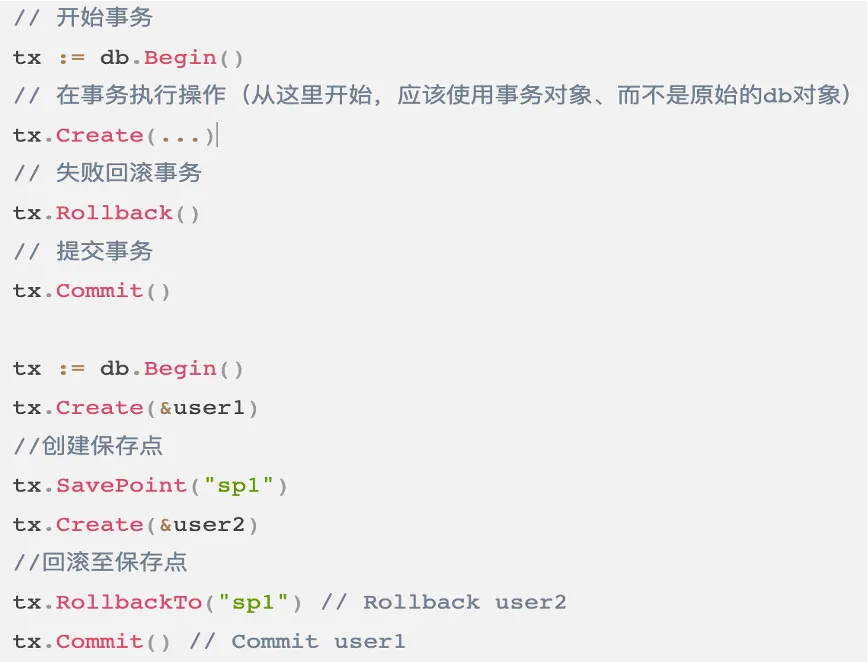 // 开始事务
tx := db.Begin()
// 在事务执行操作（从这里开始，应该使用事务对象、而不是原始的db对象）
tx.Create(...)
// 失败回滚事务
tx.Rollback()
// 提交事务
tx.Commit()
tx := db.Begin()
tx.Create(&user1)
//创建保存点
tx.SavePoint("sp1")
tx.Create(&user2)
//回滚至保存点
tx.RollbackTo("sp1") // Rollback user2
tx.Commit() // Commit user1